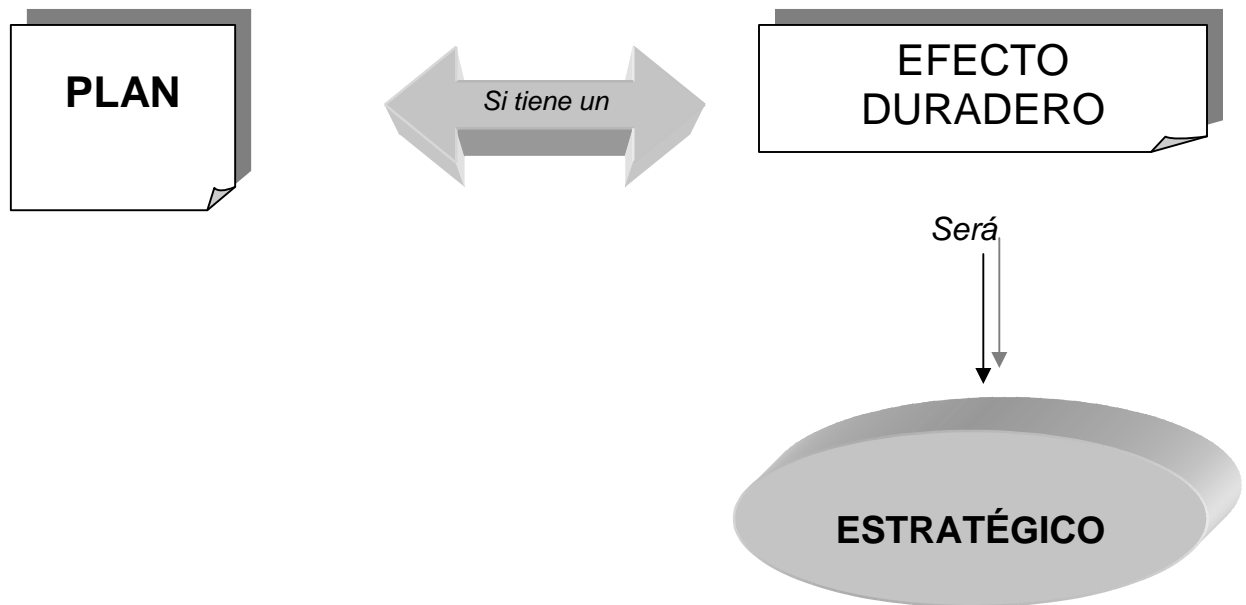 PLAN
Si tiene un
EFECTO
DURADERO
Será
ESTRATÉGICO